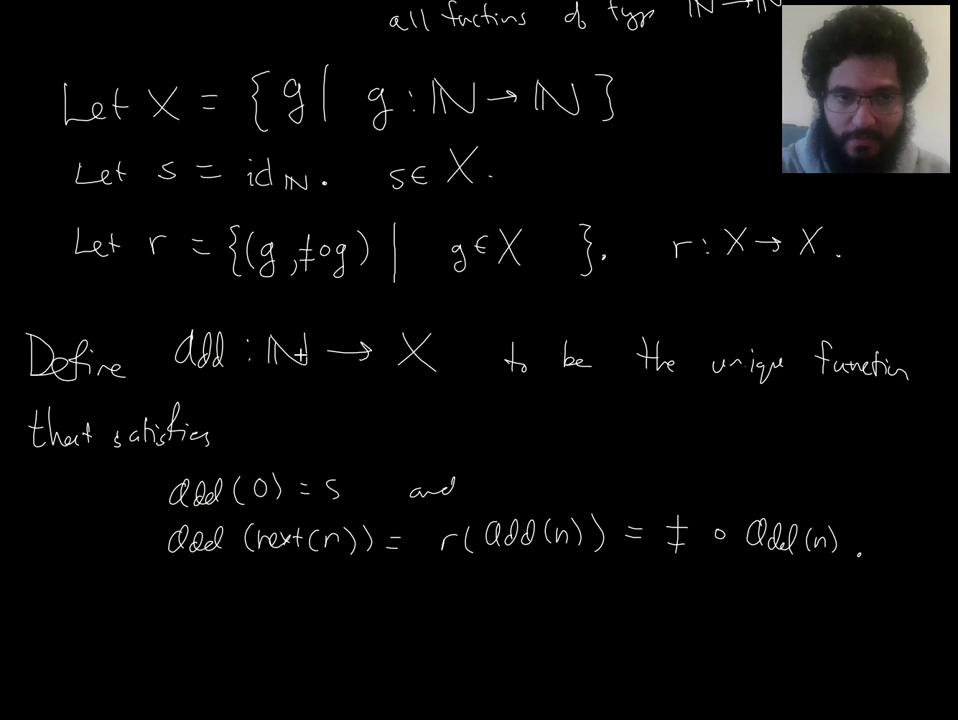 all functions of type ℕ→ℕ
Let X = { g | g : ℕ → ℕ }
Let s = id_ℕ . s ∈ X .
Let r = { (g , ‡∘g) | g ∈ X } . r : X → X .
Define add : ℕ → X to be the unique function
that satisfies
add(0) = s and
add(next(n)) = r(add(n)) = ‡ ∘ add(n) .